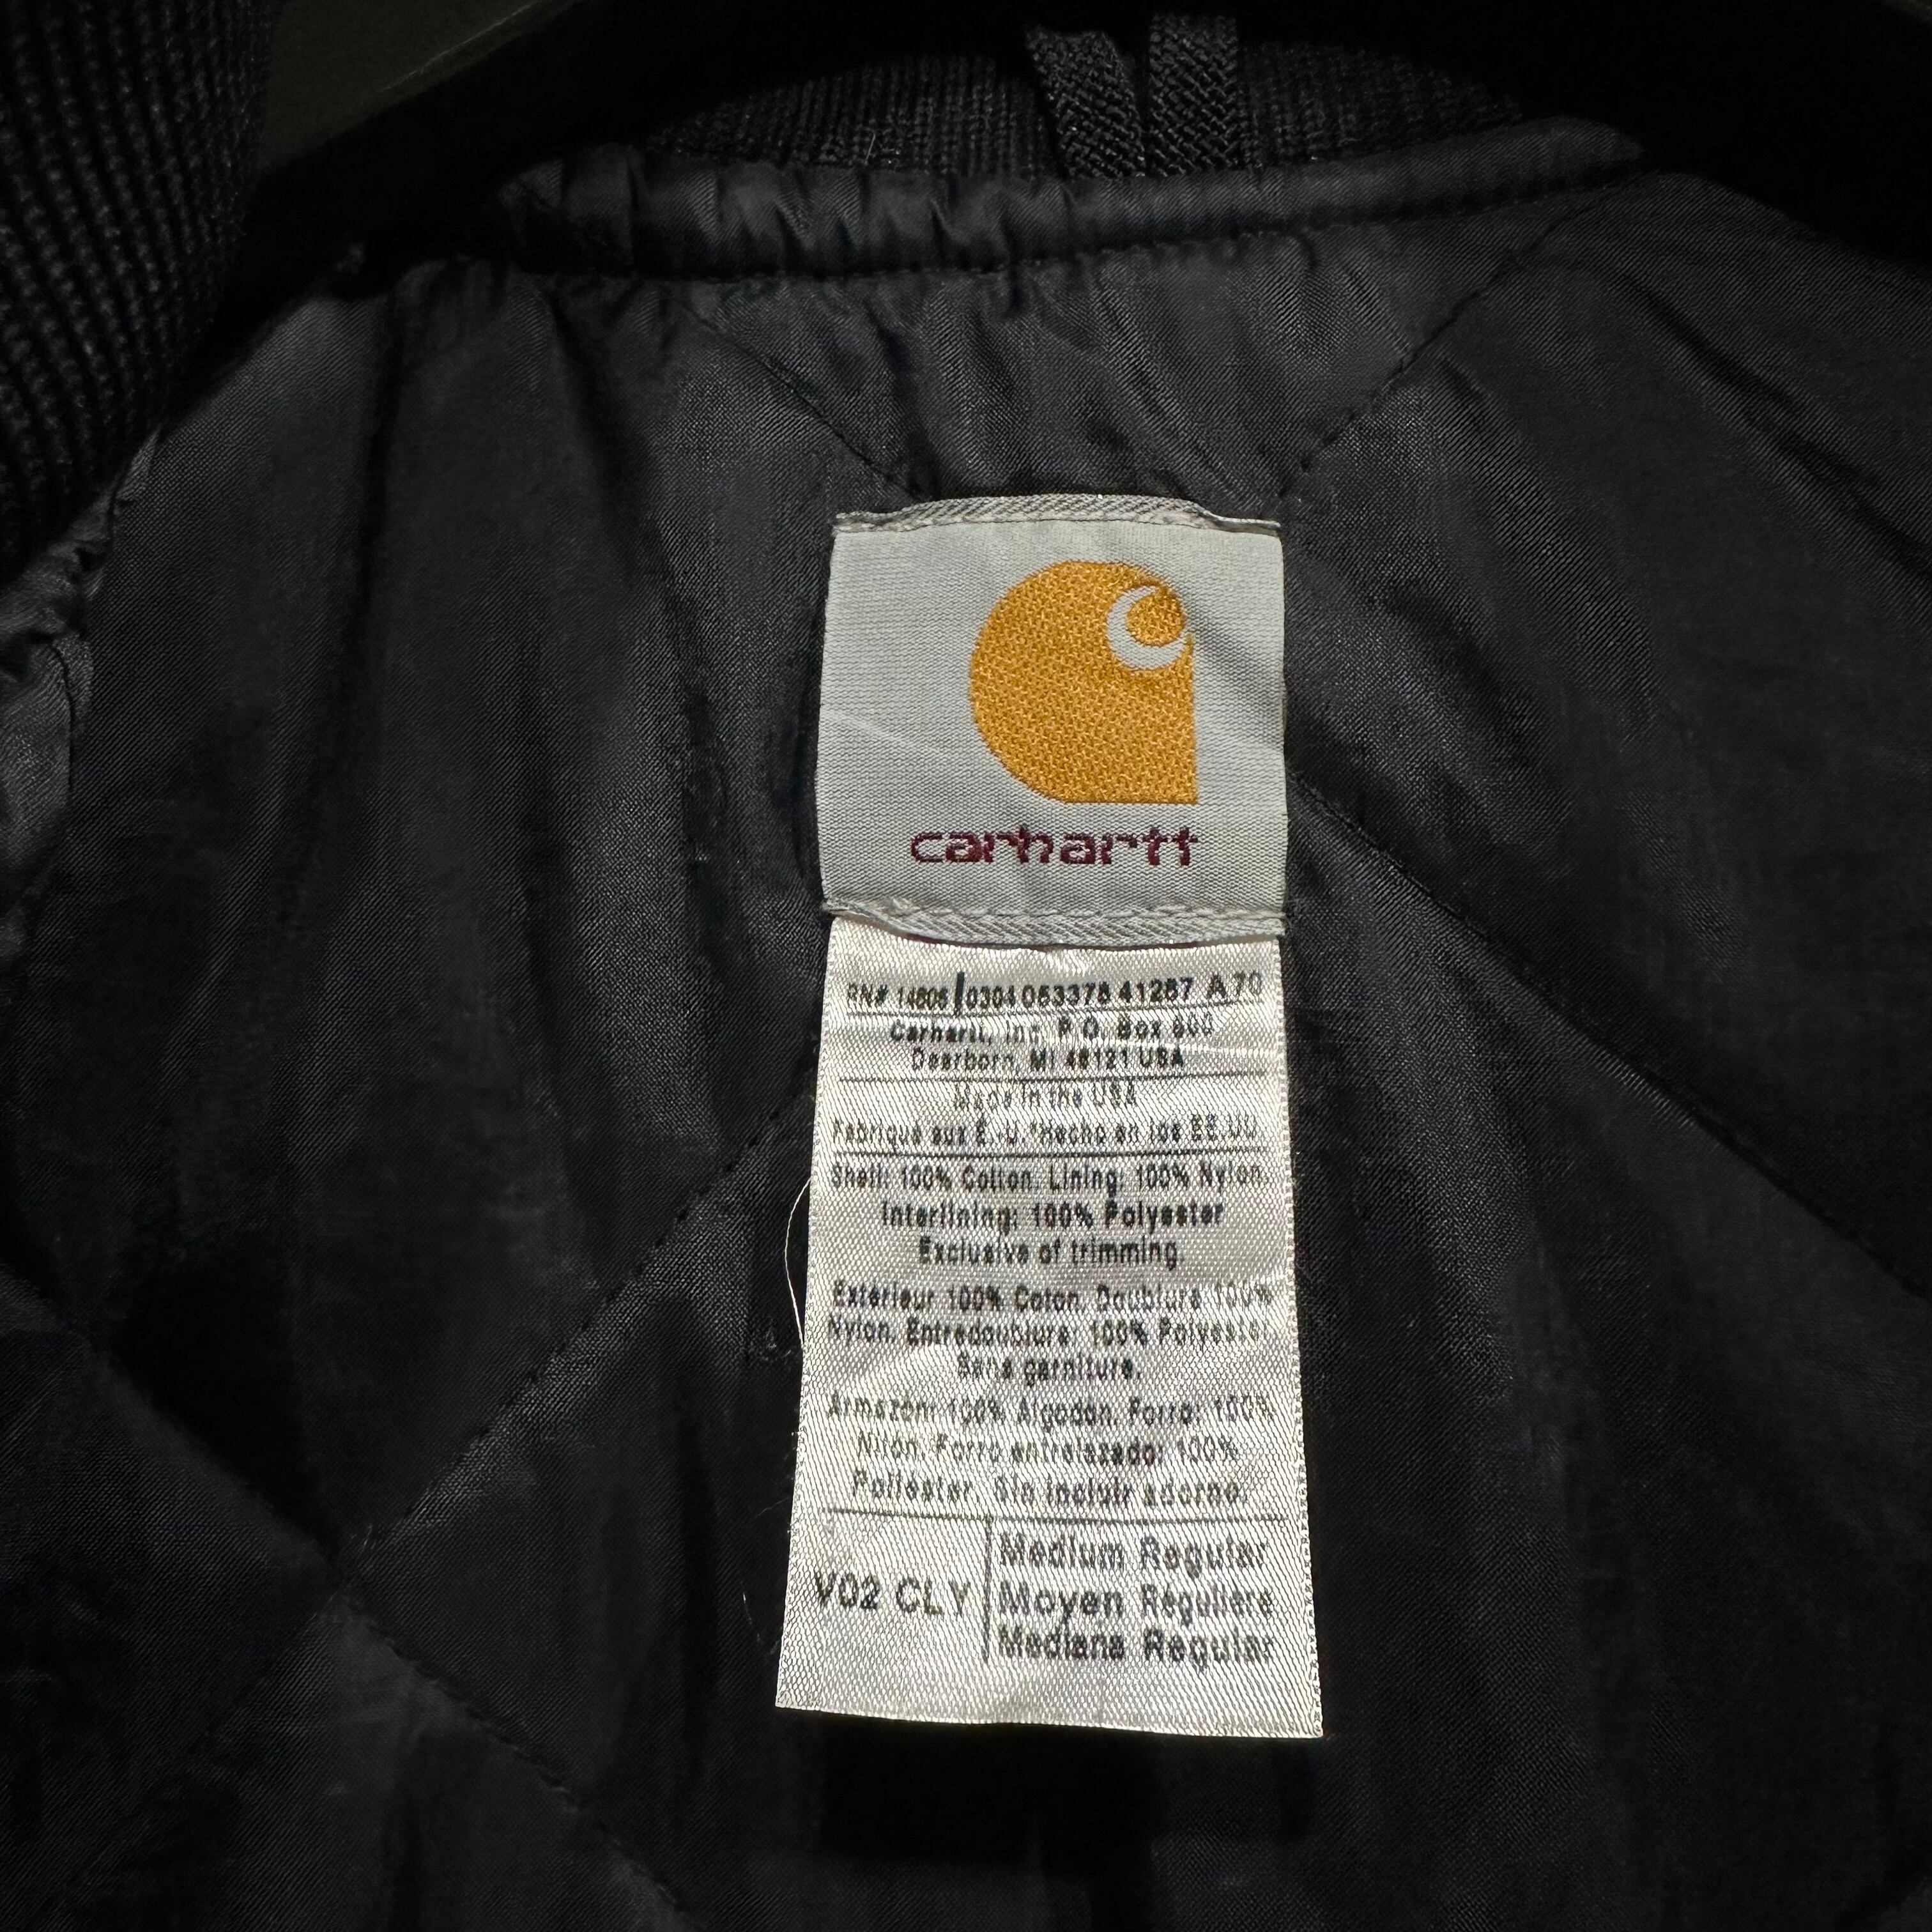 carhartt
RN# 14806 0304 053378 41287 A70
Carhartt, Inc. P.O. Box 600
Dearborn, MI 48121 USA
Made in the USA
Fabriqué aux É.-U.*Hecho en los EE.UU.
Shell: 100% Cotton. Lining: 100% Nylon.
Interlining: 100% Polyester
Exclusive of trimming.
Extérieur 100% Coton. Doublure 100%
Nylon. Entredoublure: 100% Polyester.
Sans garniture.
Armazón: 100% Algodon. Forro: 100%
Nilon. Forro entrelazado: 100%
Poliéster. Sin incluir adorno.
V02 CLY
Medium Regular
Moyen Réguliere
Mediana Regular